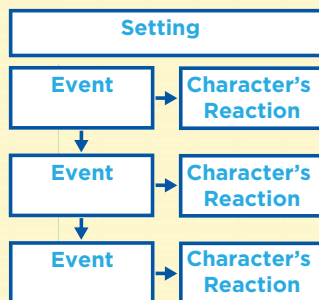 Setting
Event
Character's
Reaction
Event
Character's
Reaction
Event
Character's
Reaction